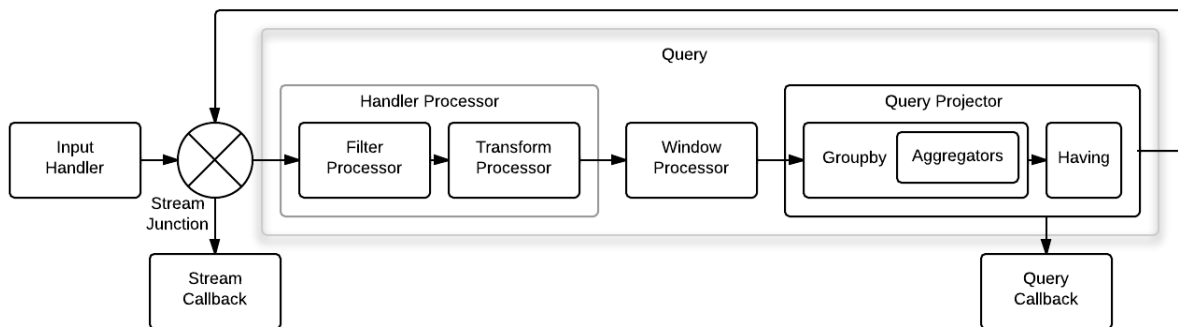 Query
Handler Processor
Query Projector
Input
Handler
Filter
Processor
Transform
Processor
Window
Processor
Groupby
Aggregators
Having
Stream
Junction
Stream
Callback
Query
Callback